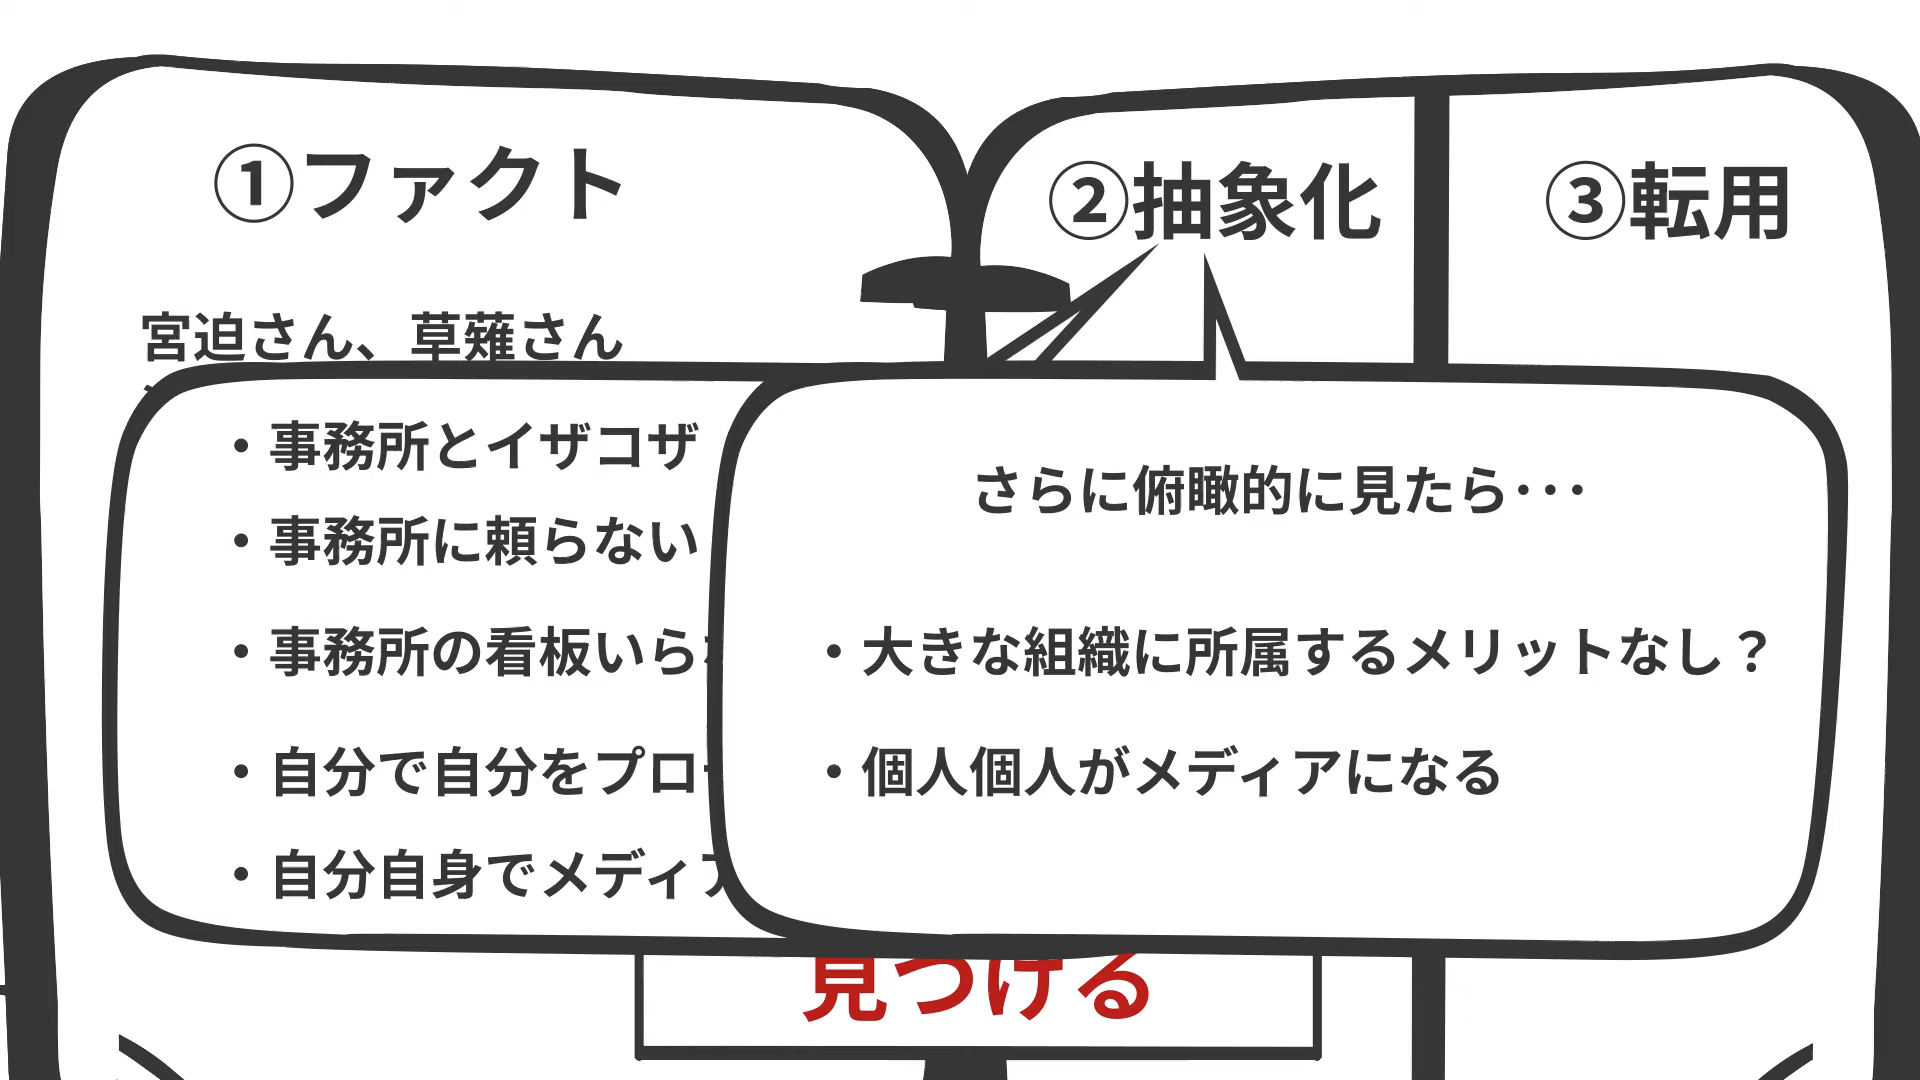 ①ファクト
②抽象化
③転用
宮迫さん、草薙さん
・事務所とイザコザ
・事務所に頼らない
・事務所の看板いら
・自分で自分をプロ
・自分自身でメディ
さらに俯瞰的に見たら･･･
・大きな組織に所属するメリットなし？
・個人個人がメディアになる
見つける